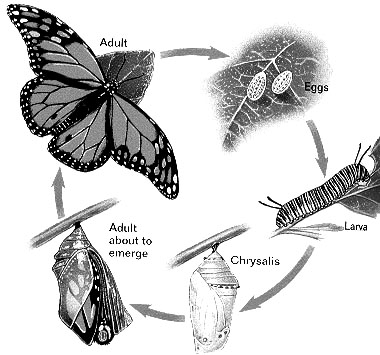 Adult
Eggs
Larva
Chrysalis
Adult
about to
emerge